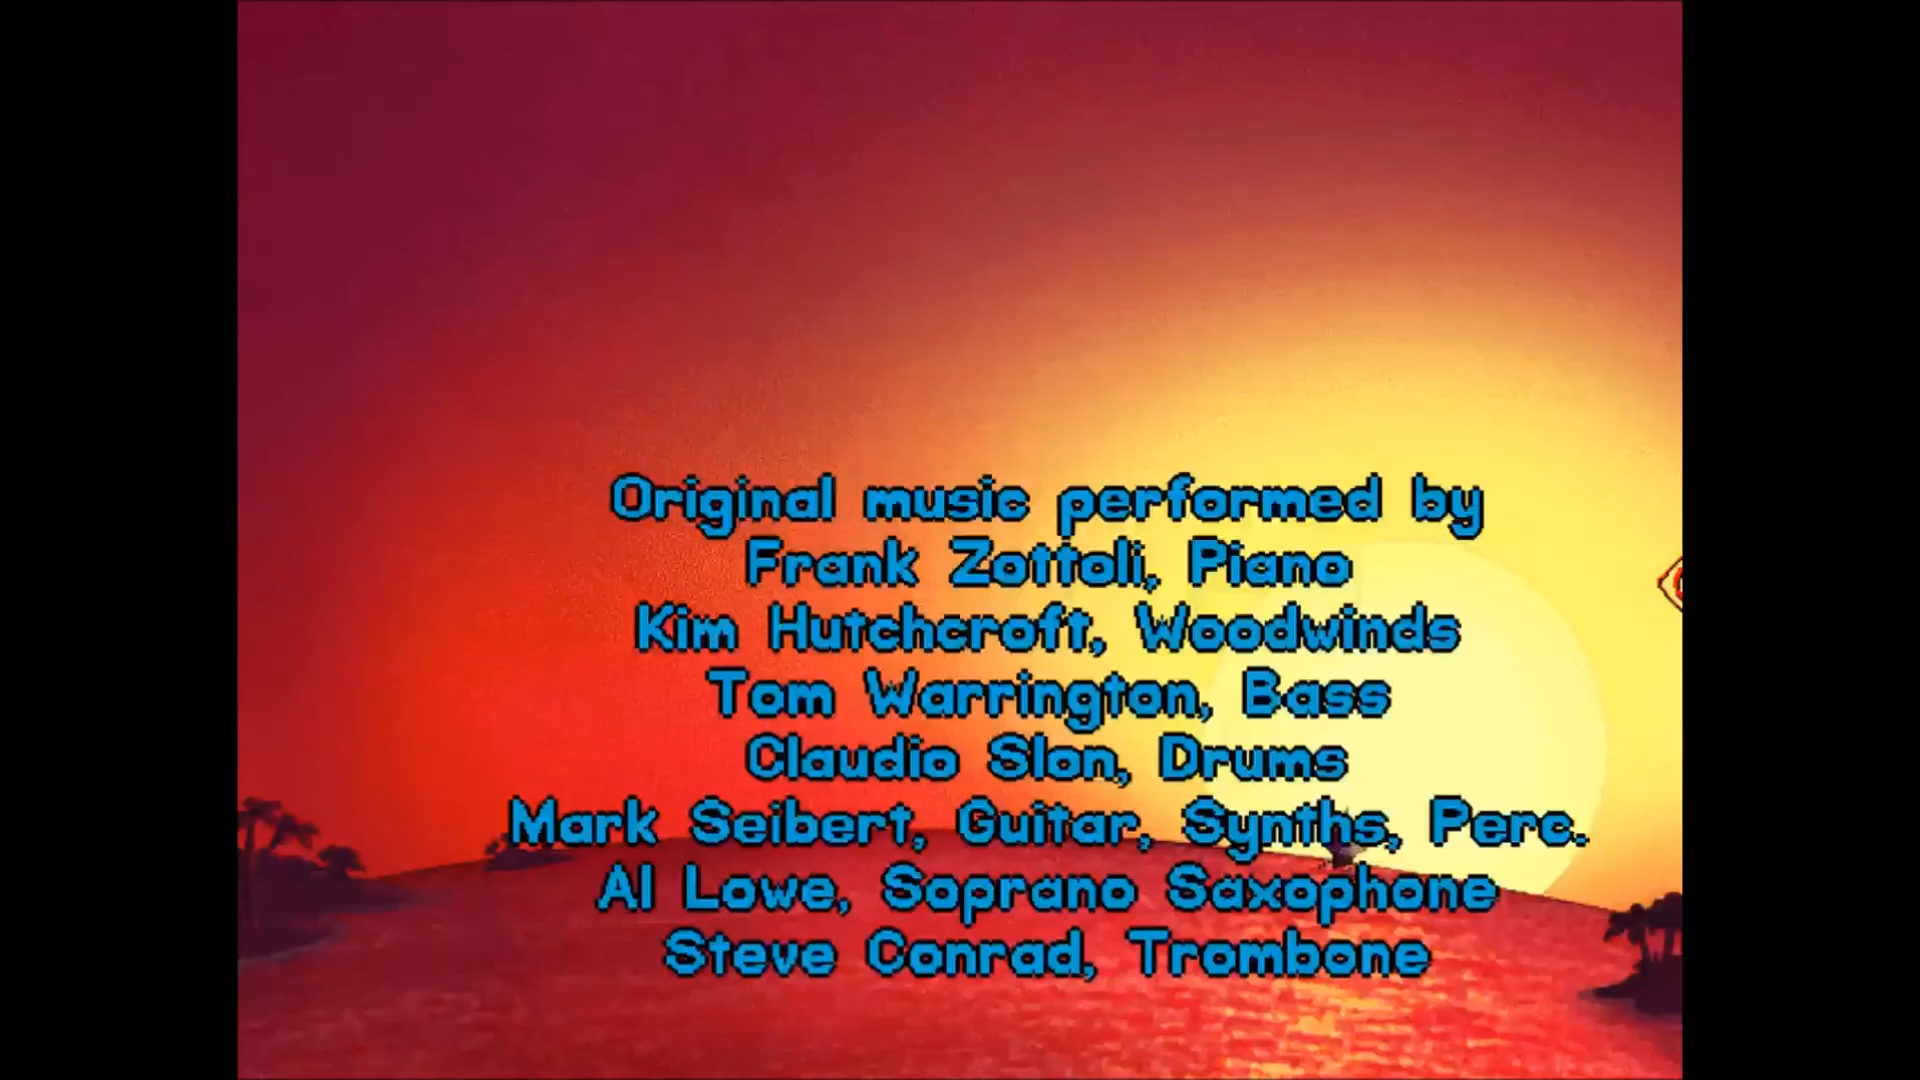 Original music performed by
Frank Zottoli, Piano
Kim Hutchcroft, Woodwinds
Tom Warrington, Bass
Claudio Slon, Drums
Mark Seibert, Guitar, Synths, Perc.
Al Lowe, Soprano Saxophone
Steve Conrad, Trombone